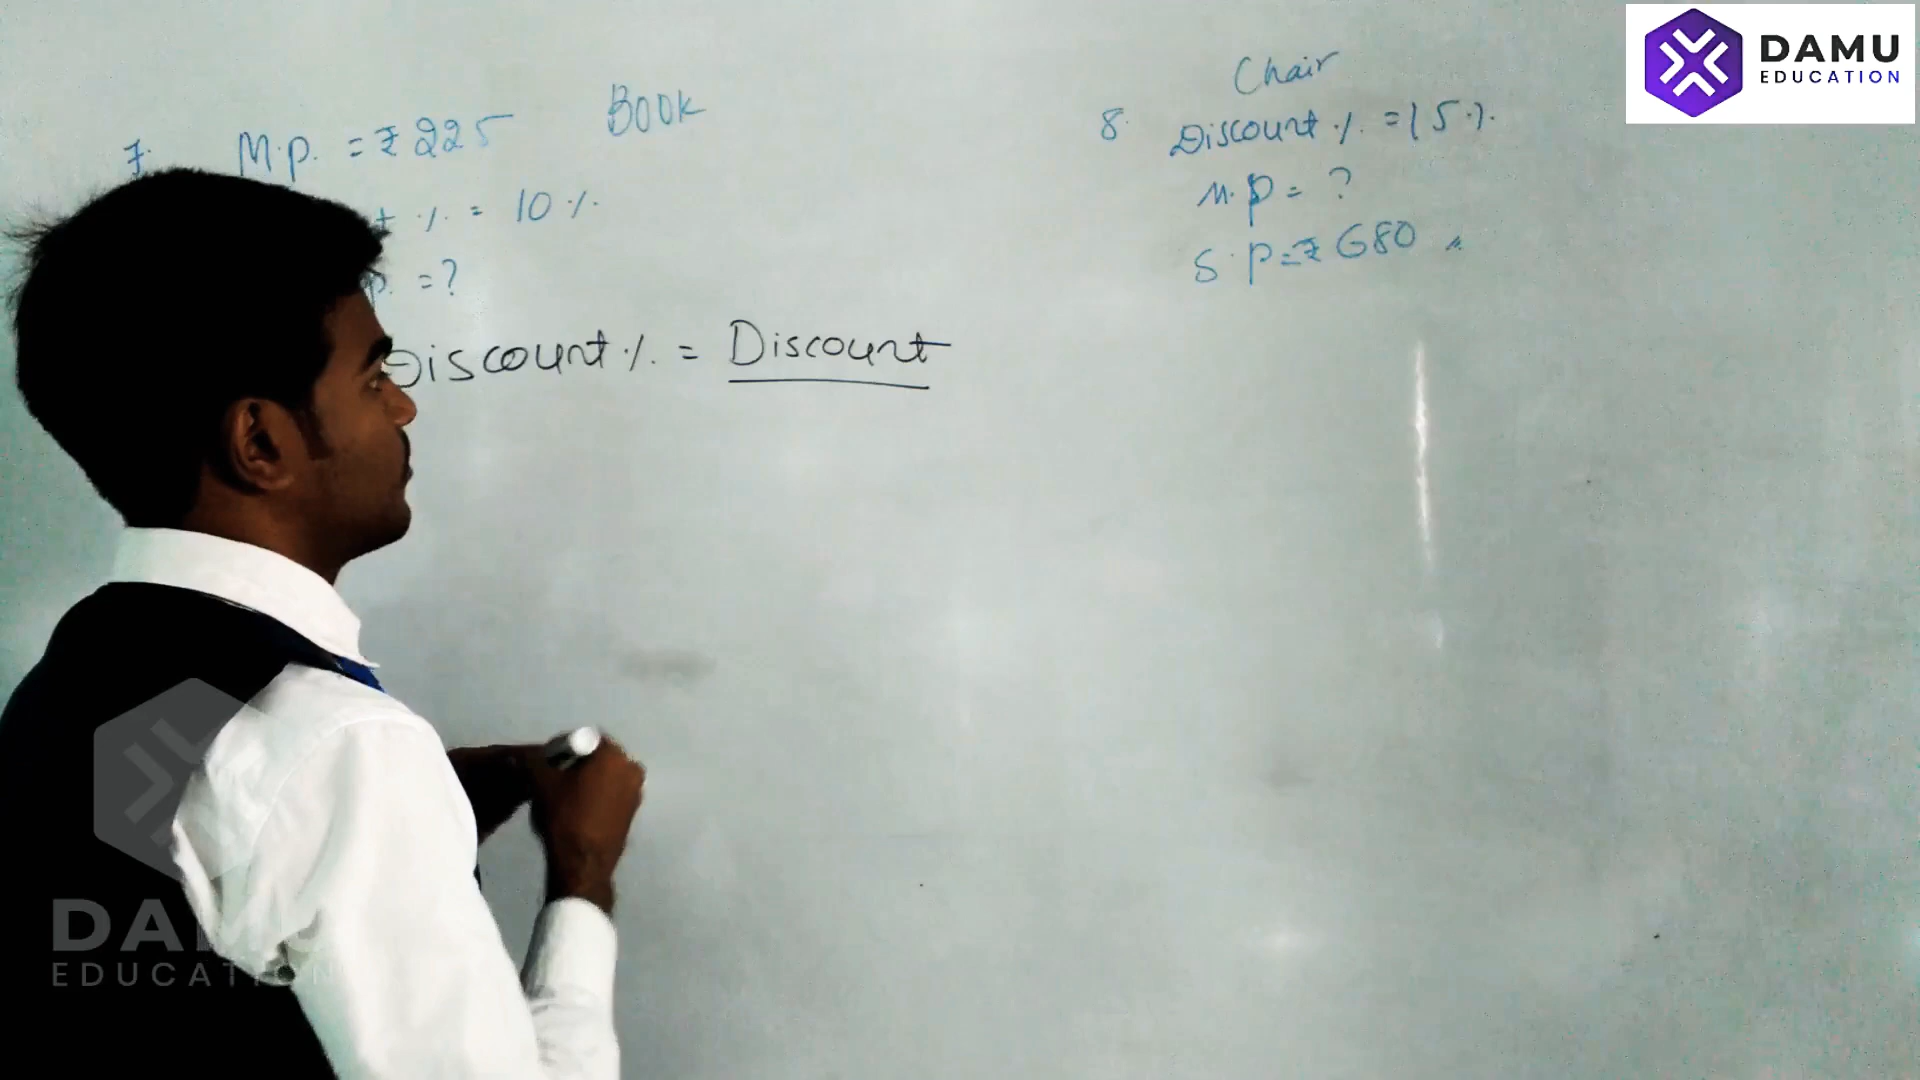 7. M.P. = ₹ 225 BOOK
% = 10 %.
P. = ?
Discount % = Discount
Chair
8. Discount % = 15 %.
M.P = ?
S.P = ₹ 680
DAMU
EDUCATION
DAMU
EDUCATION